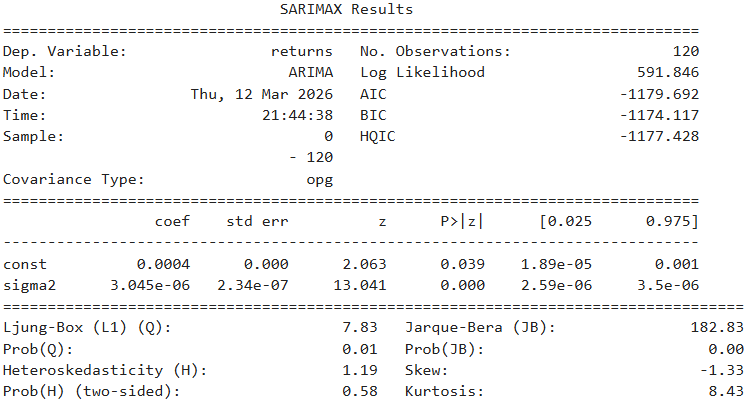 SARIMAX Results
==============================================================================
Dep. Variable: returns No. Observations: 120
Model: ARIMA Log Likelihood 591.846
Date: Thu, 12 Mar 2026 AIC -1179.692
Time: 21:44:38 BIC -1174.117
Sample: 0 HQIC -1177.428
- 120
Covariance Type: opg
==============================================================================
coef std err z P>|z| [0.025 0.975]
------------------------------------------------------------------------------
const 0.0004 0.000 2.063 0.039 1.89e-05 0.001
sigma2 3.045e-06 2.34e-07 13.041 0.000 2.59e-06 3.5e-06
===================================================================================
Ljung-Box (L1) (Q): 7.83 Jarque-Bera (JB): 182.83
Prob(Q): 0.01 Prob(JB): 0.00
Heteroskedasticity (H): 1.19 Skew: -1.33
Prob(H) (two-sided): 0.58 Kurtosis: 8.43